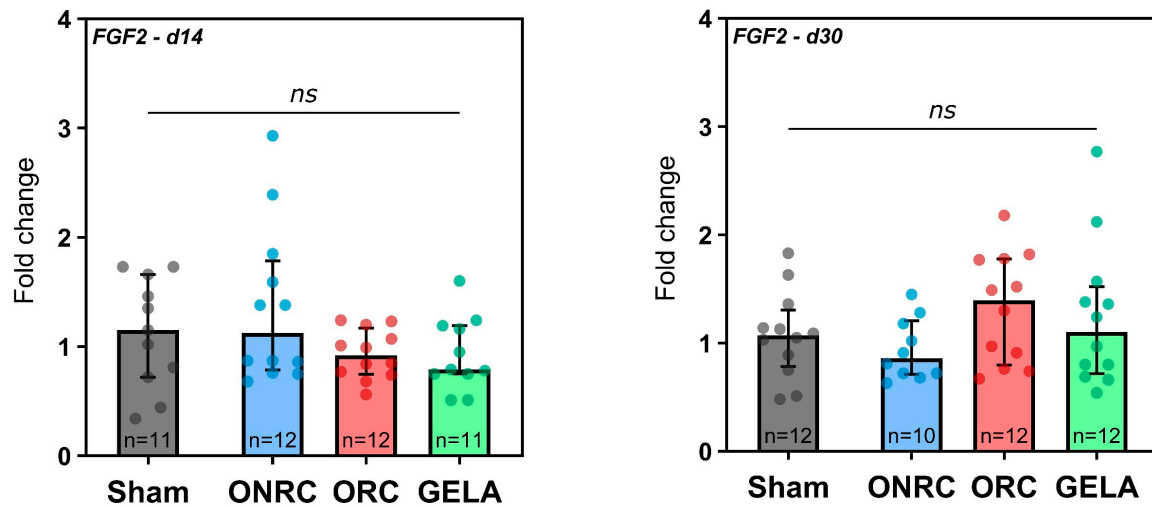 FGF2 - d14
ns
Fold change
4
3
2
1
0
n=11 n=12 n=12 n=11
Sham ONRC ORC GELA
FGF2 - d30
ns
Fold change
4
3
2
1
0
n=12 n=10 n=12 n=12
Sham ONRC ORC GELA